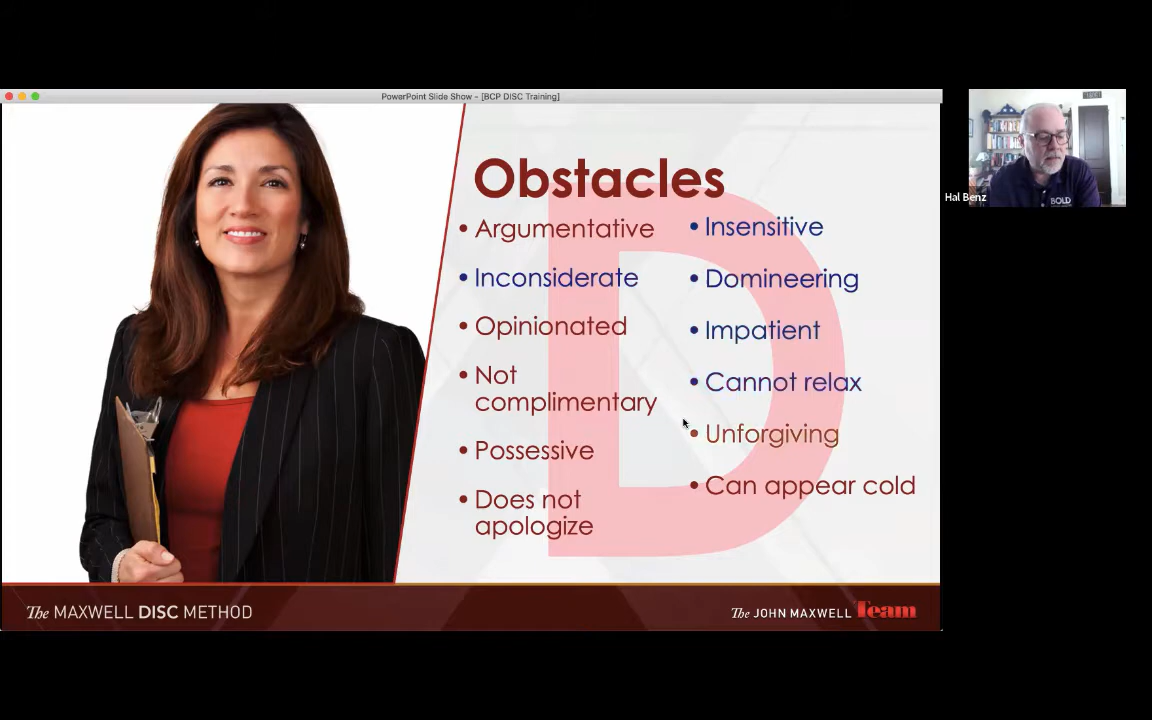 PowerPoint Slide Show - [BCP DISC Training]
Obstacles
• Argumentative
• Inconsiderate
• Opinionated
• Not
complimentary
• Possessive
• Does not
apologize
• Insensitive
• Domineering
• Impatient
• Cannot relax
• Unforgiving
• Can appear cold
D
The MAXWELL DISC METHOD
The JOHN MAXWELL Team
BOLD
Hal Benz